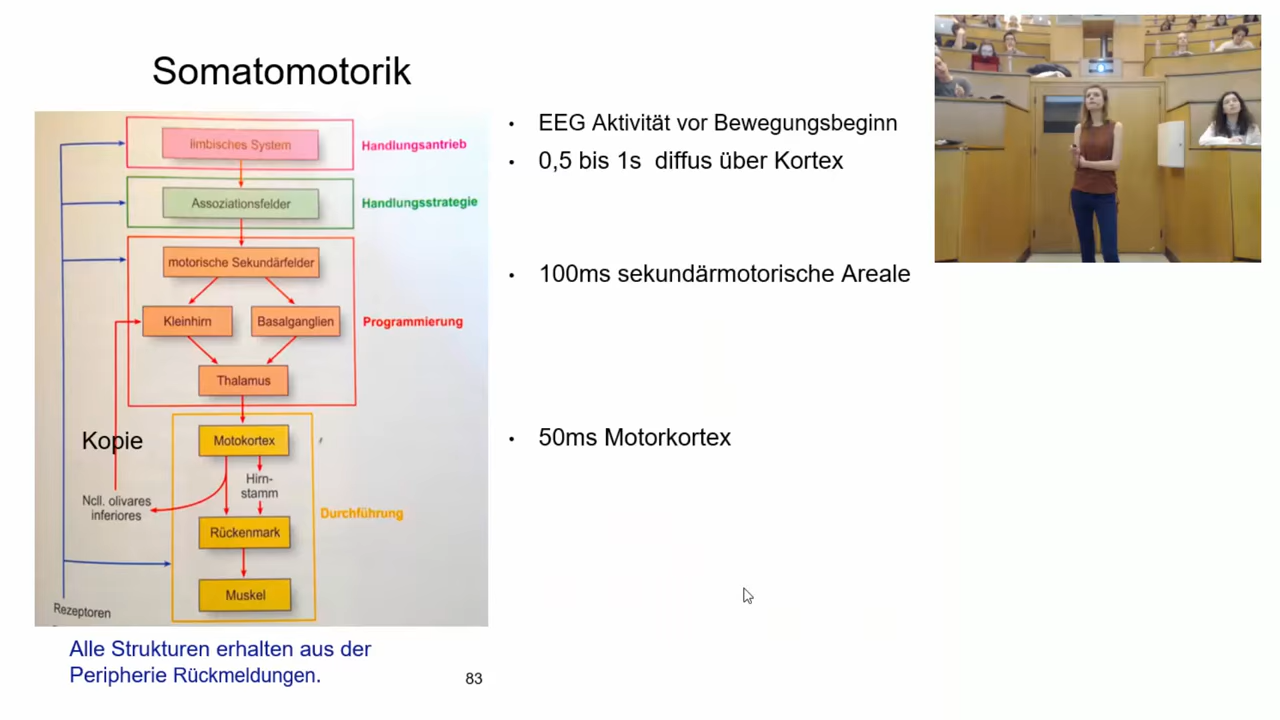 Somatomotorik
limbisches System
Handlungsantrieb
Assoziationsfelder
Handlungsstrategie
motorische Sekundärfelder
Kleinhirn
Basalganglien
Programmierung
Thalamus
Kopie
Motokortex
Hirn-
stamm
Ncll. olivares
inferiores
Durchführung
Rückenmark
Muskel
Rezeptoren
Alle Strukturen erhalten aus der
Peripherie Rückmeldungen.
83
• EEG Aktivität vor Bewegungsbeginn
• 0,5 bis 1s diffus über Kortex
• 100ms sekundärmotorische Areale
• 50ms Motorkortex